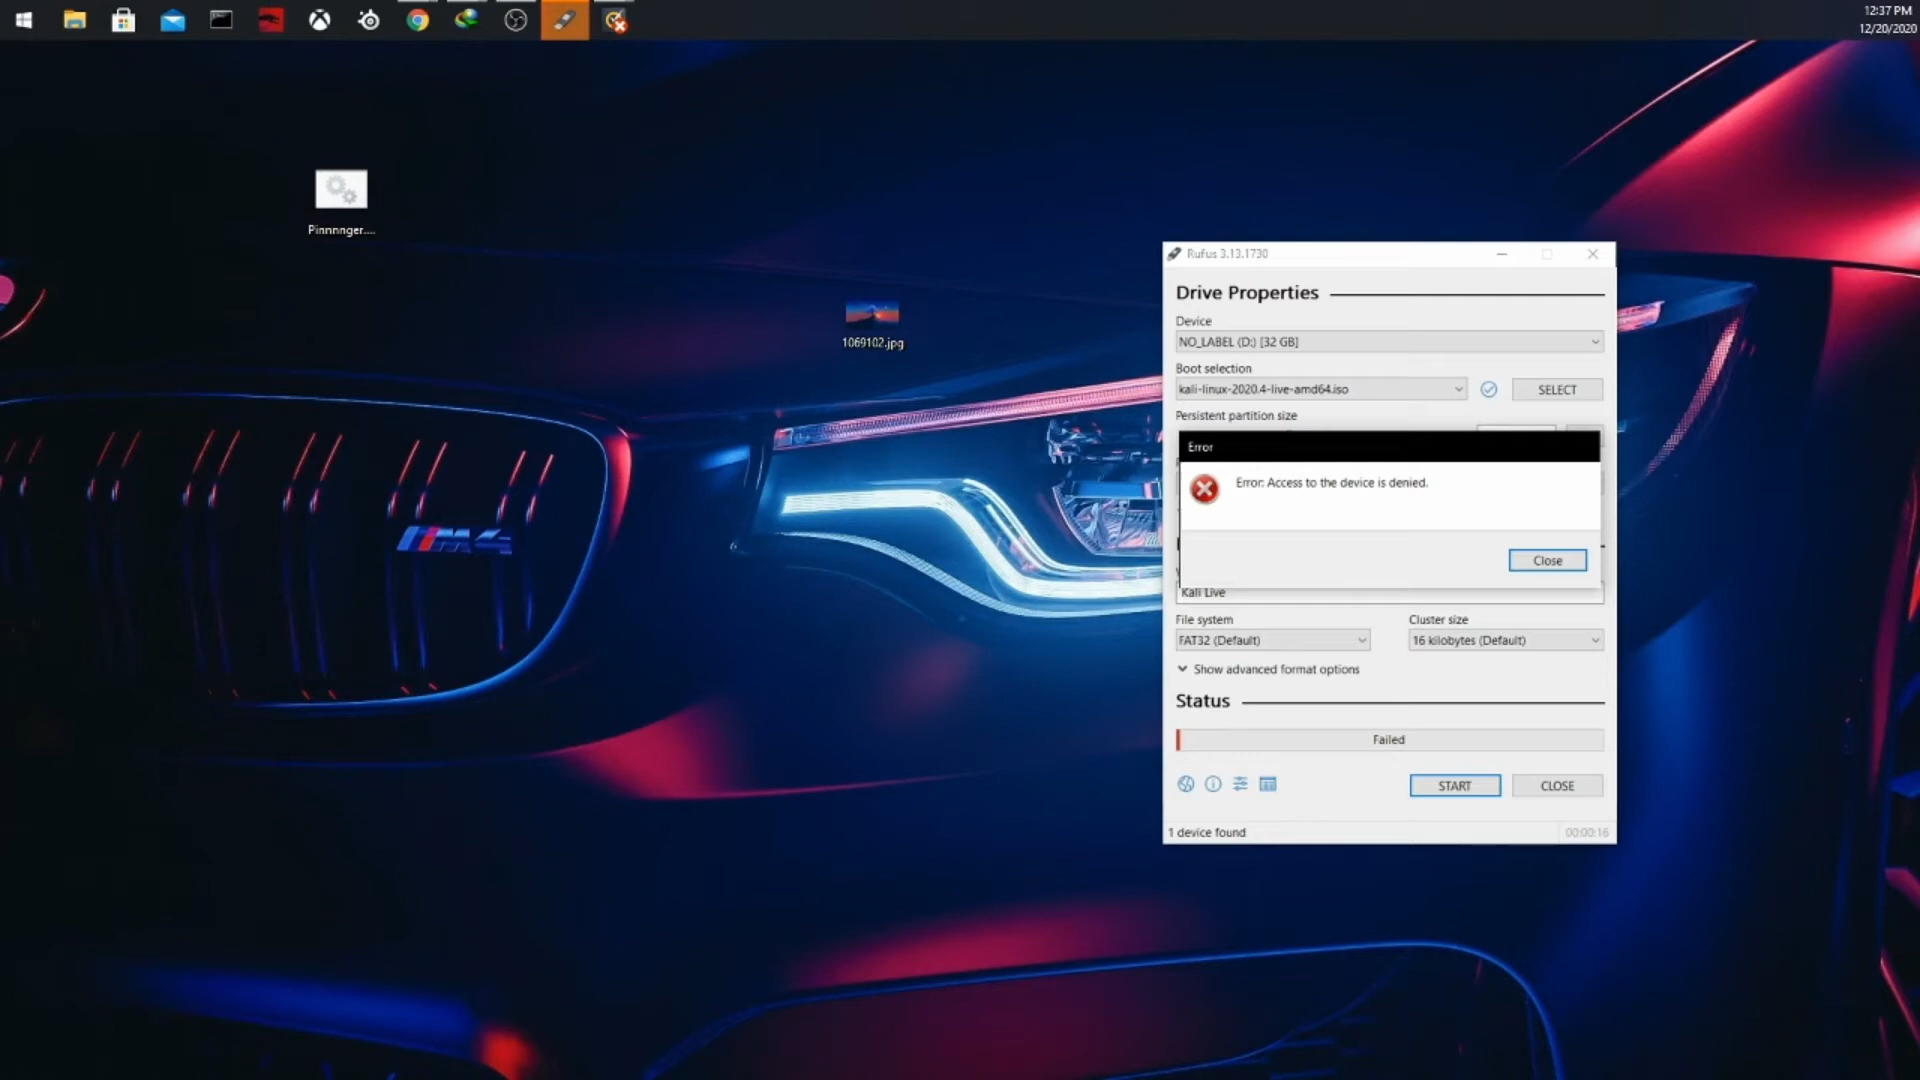 12:37 PM
12/20/2020
Pinnnnger....
1069102.jpg
M4
Rufus 3.13.1730
Drive Properties
Device
NO_LABEL (D:) [32 GB]
Boot selection
kali-linux-2020.4-live-amd64.iso
SELECT
Persistent partition size
Error
Error: Access to the device is denied.
Close
Kali Live
File system
Cluster size
FAT32 (Default)
16 kilobytes (Default)
Show advanced format options
Status
Failed
START
CLOSE
1 device found
00:00:16